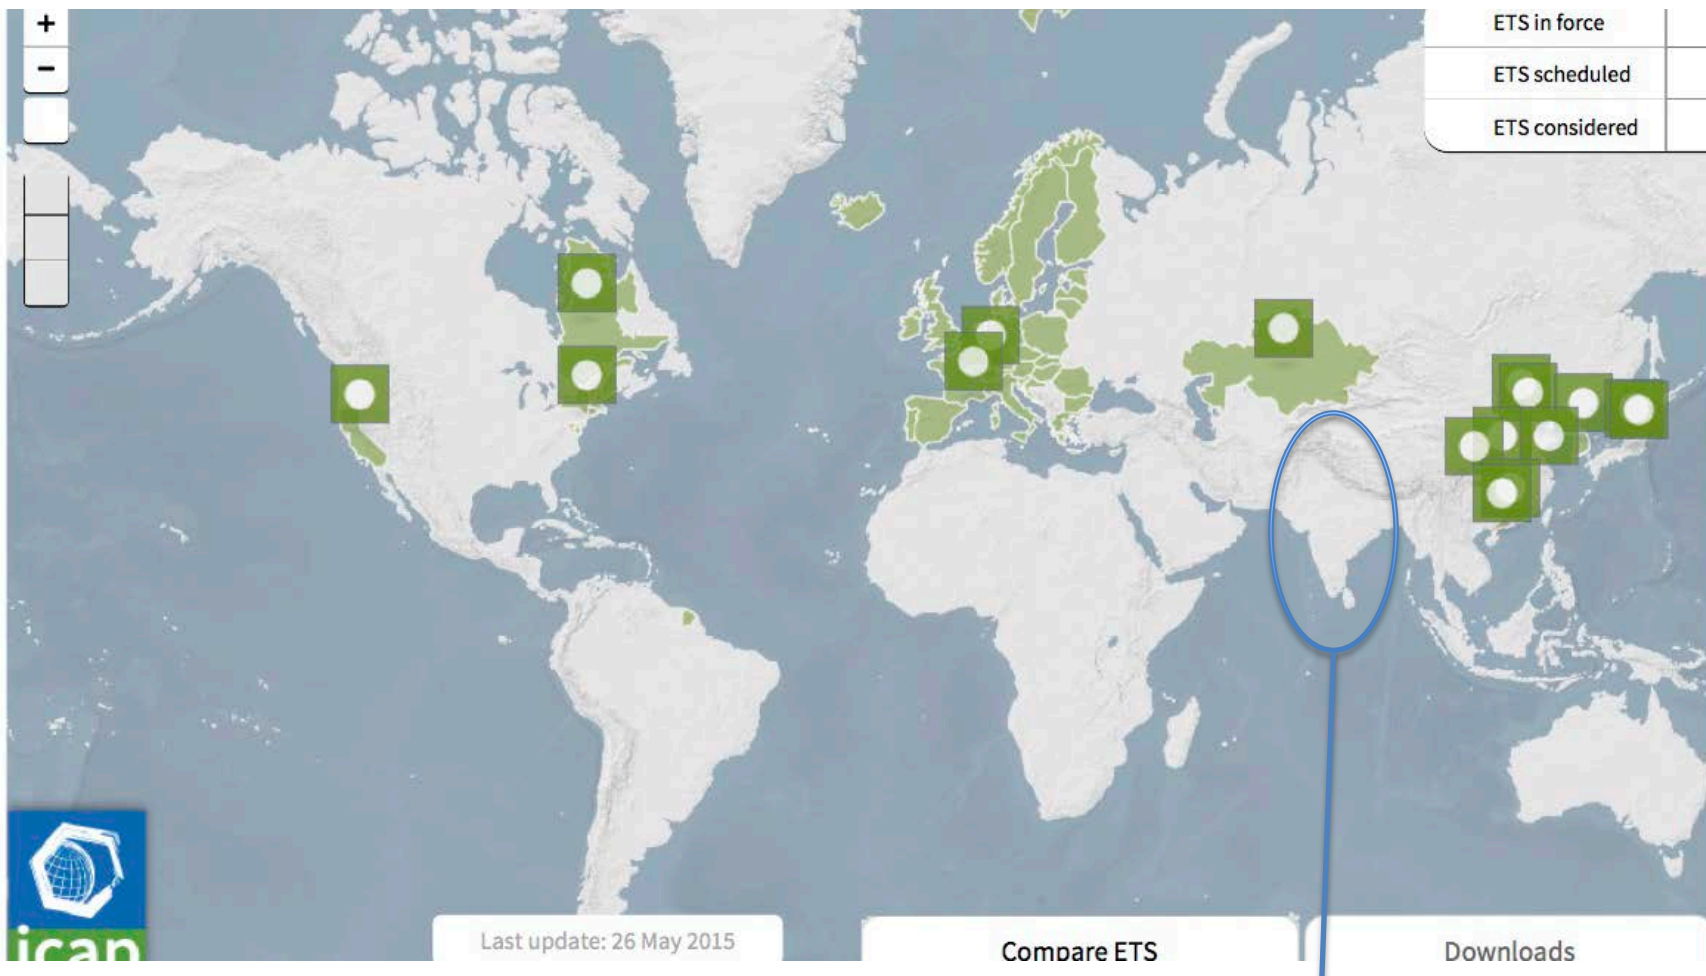 +
ETS in force
−
ETS scheduled
ETS considered
Last update: 26 May 2015
Compare ETS
Downloads
icap